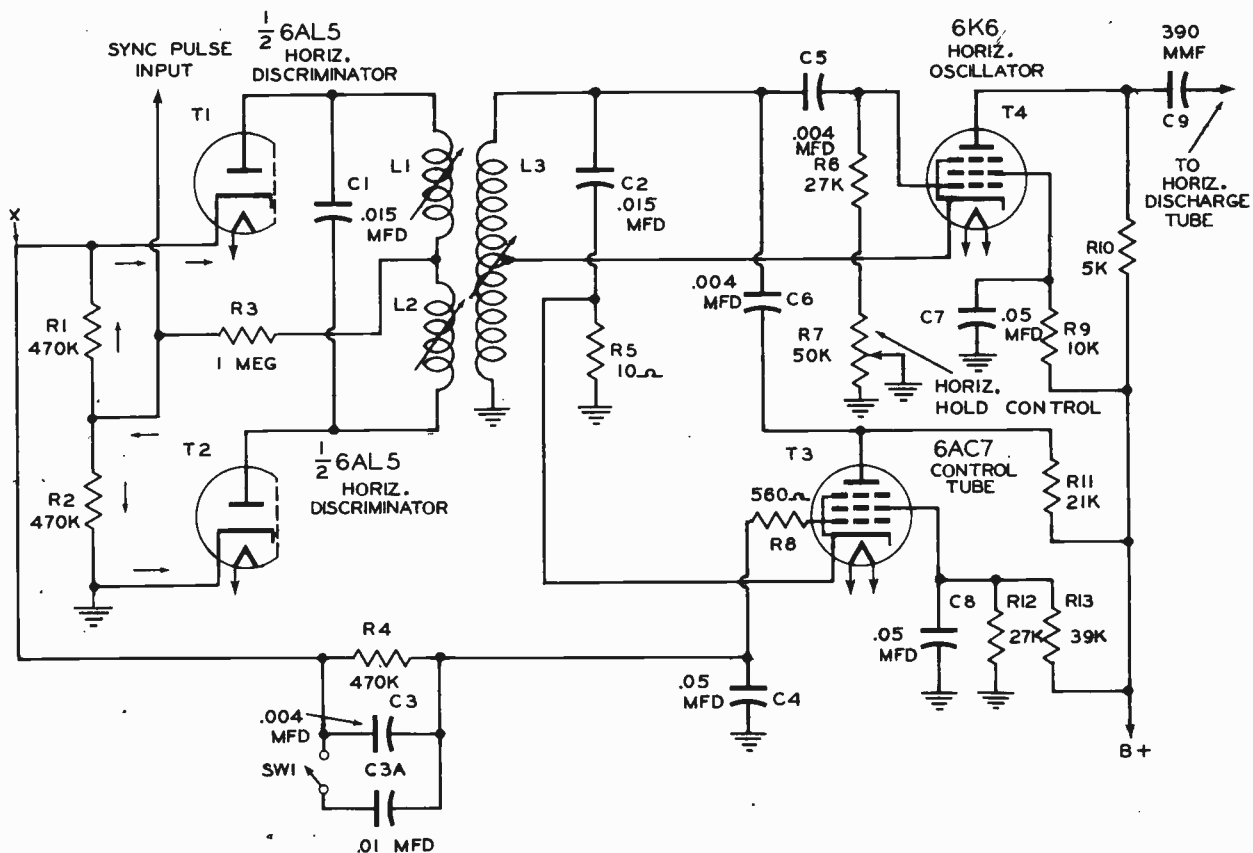 SYNC PULSE
INPUT
1/2 6AL5
HORIZ.
DISCRIMINATOR
T1
X
C1
.015
MFD
L1
L2
L3
C2
.015
MFD
C5
.004
MFD
R6
27K
6K6
HORIZ.
OSCILLATOR
T4
390
MMF
C9
TO
HORIZ.
DISCHARGE
TUBE
R10
5K
R1
470K
R3
1 MEG
R5
10Ω
.004
MFD
C6
R7
50K
C7
.05
MFD
R9
10K
HORIZ.
HOLD CONTROL
R2
470K
T2
1/2 6AL5
HORIZ.
DISCRIMINATOR
T3
6AC7
CONTROL
TUBE
560Ω
R8
R11
21K
C8
.05
MFD
R12
27K
R13
39K
R4
470K
.05
MFD
C4
C3
.004
MFD
SW1
C3A
.01 MFD
B+